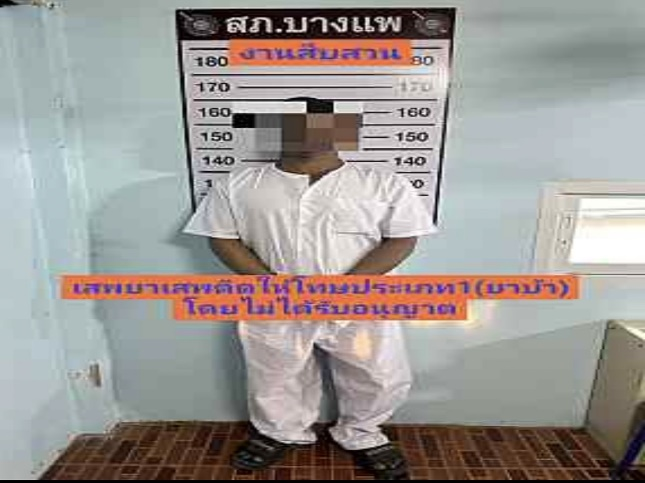 สภ.บางแพ
งานสืบสวน
180 80
170 170
160 160
150 150
140 140
เสพยาเสพติดให้โทษประเภท1(ยาบ้า)
โดยไม่ได้รับอนุญาต